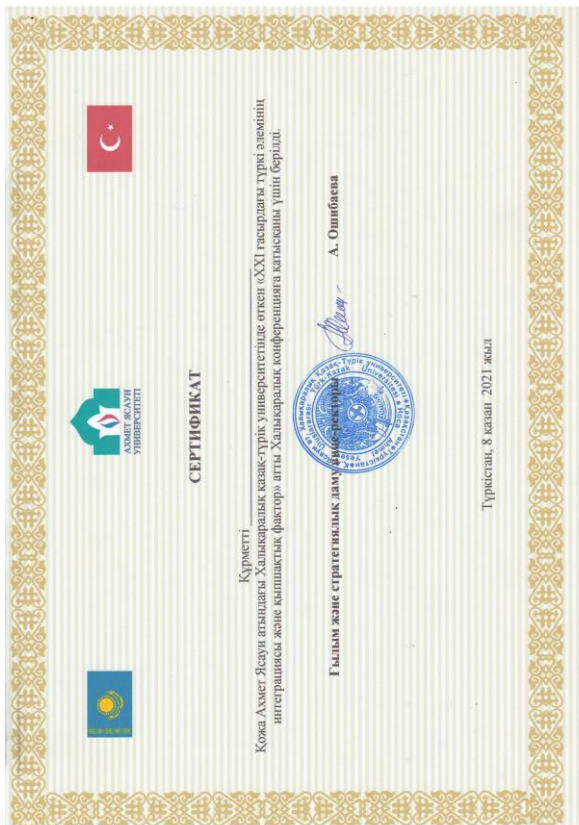 АХМЕТ ЯСАУИ
УНИВЕРСИТЕТІ
СЕРТИФИКАТ
Құрметті
Қожа Ахмет Ясауи атындағы Халықаралық қазақ-түрік университетінде өткен «XXI ғасырдағы түркі әлемінің
интеграциясы және қыпшақтық фактор» атты Халықаралық конференцияға қатысқаны үшін берілді.
Ғылым және стратегиялық даму вице-ректоры А. Ошибаева
Түркістан, 8 қазан 2021 жыл